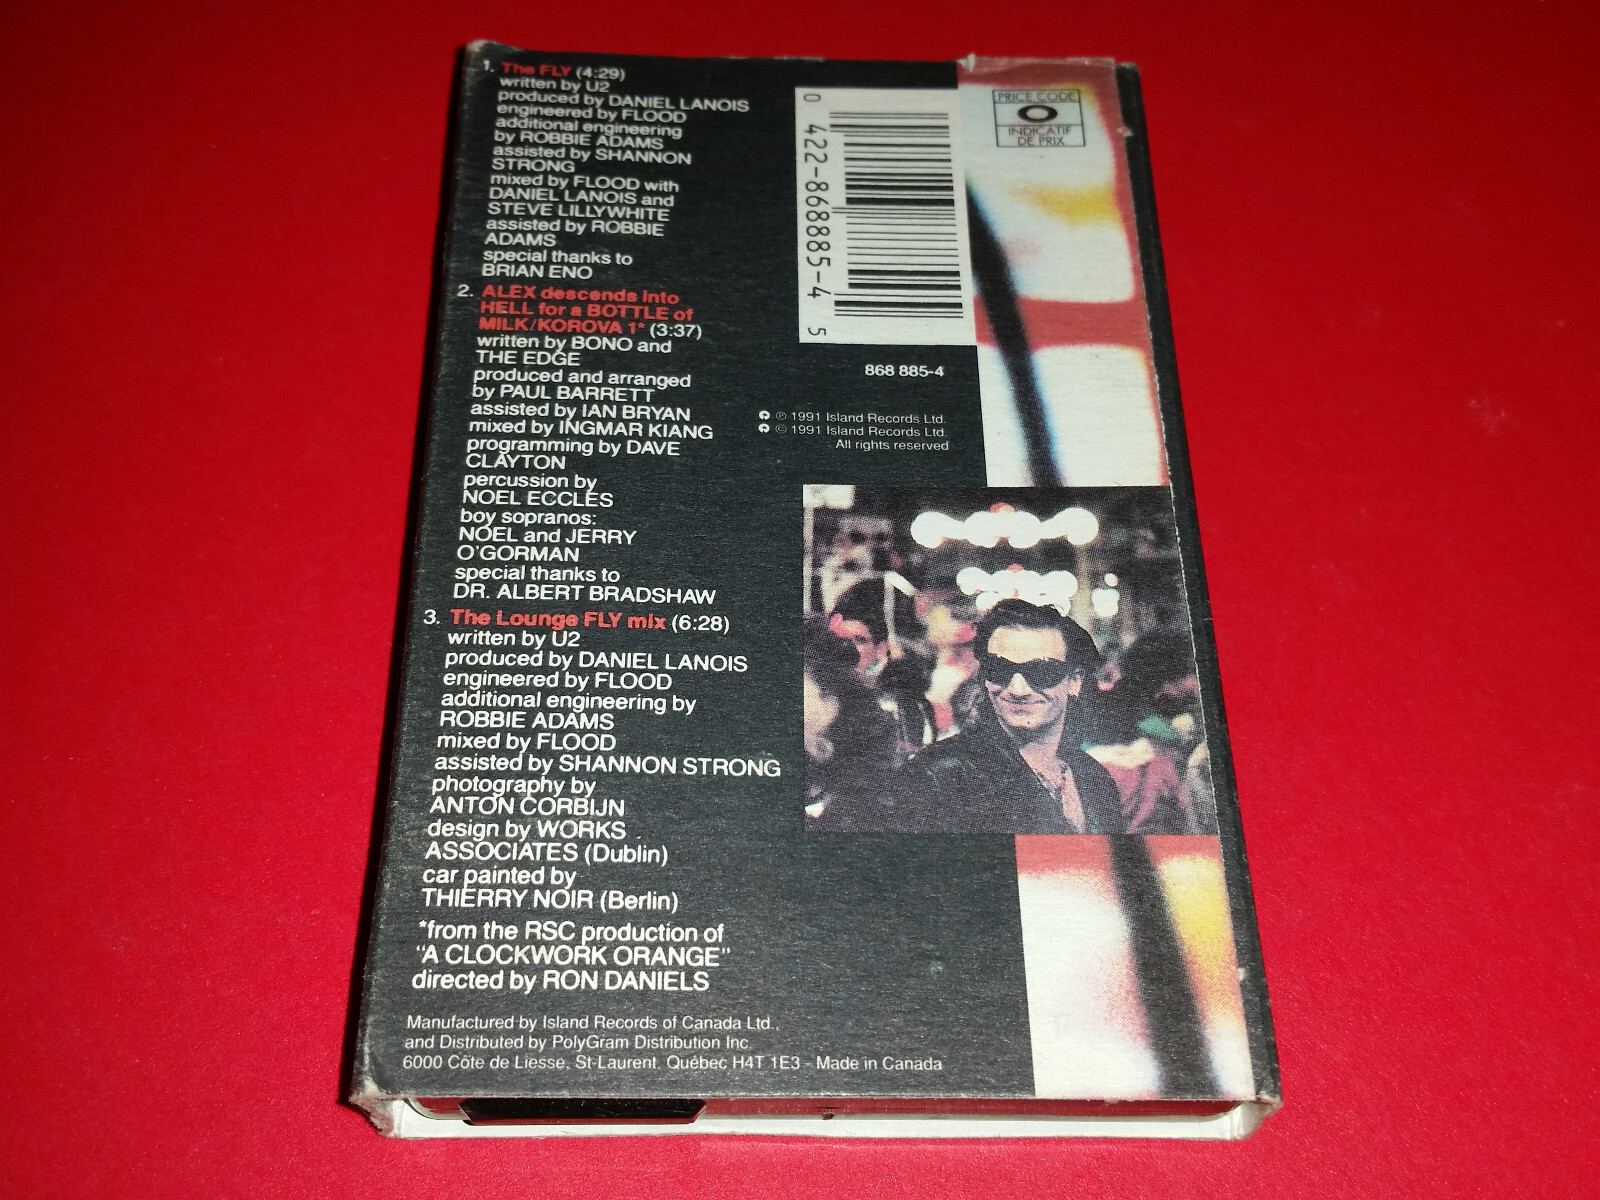 1. The FLY (4:29)
written by U2
produced by DANIEL LANOIS
engineered by FLOOD
additional engineering
by ROBBIE ADAMS
assisted by SHANNON
STRONG
mixed by FLOOD with
DANIEL LANOIS and
STEVE LILLYWHITE
assisted by ROBBIE
ADAMS
special thanks to
BRIAN ENO
2. ALEX descends into
HELL for a BOTTLE of
MILK/KOROVA 1* (3:37)
written by BONO and
THE EDGE
produced and arranged
by PAUL BARRETT
assisted by IAN BRYAN
mixed by INGMAR KIANG
programming by DAVE
CLAYTON
percussion by
NOEL ECCLES
boy sopranos:
NOEL and JERRY
O'GORMAN
special thanks to
DR. ALBERT BRADSHAW
3. The Lounge FLY mix (6:28)
written by U2
produced by DANIEL LANOIS
engineered by FLOOD
additional engineering by
ROBBIE ADAMS
mixed by FLOOD
assisted by SHANNON STRONG
photography by
ANTON CORBIJN
design by WORKS
ASSOCIATES (Dublin)
car painted by
THIERRY NOIR (Berlin)
*from the RSC production of
"A CLOCKWORK ORANGE"
directed by RON DANIELS
Manufactured by Island Records of Canada Ltd.,
and Distributed by PolyGram Distribution Inc.
6000 Côte de Liesse, St-Laurent, Québec H4T 1E3 - Made in Canada
0 422-868885-4 5
868 885-4
℗ 1991 Island Records Ltd.
© 1991 Island Records Ltd.
All rights reserved
PRICE CODE
O
INDICATIF
DE PRIX